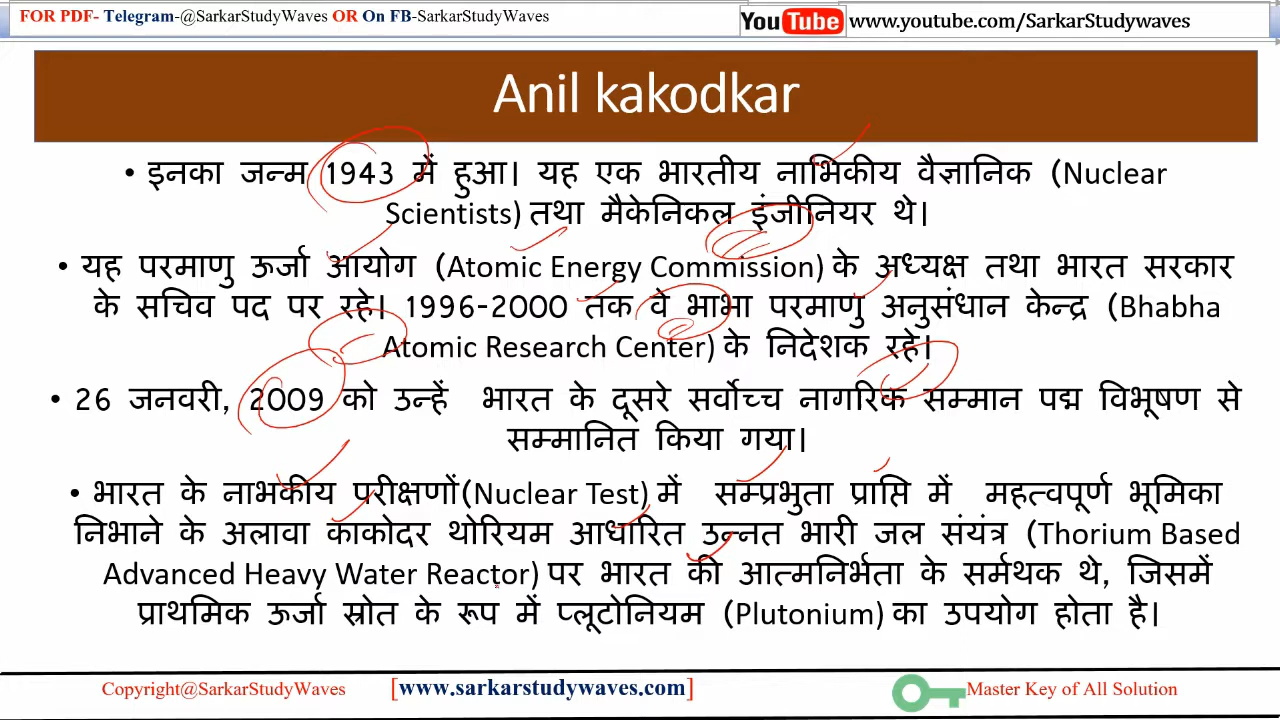 FOR PDF- Telegram-@SarkarStudyWaves OR On FB-SarkarStudyWaves
YouTube www.youtube.com/SarkarStudywaves
Anil kakodkar
• इनका जन्म 1943 में हुआ। यह एक भारतीय नाभिकीय वैज्ञानिक (Nuclear
Scientists) तथा मैकेनिकल इंजीनियर थे।
• यह परमाणु ऊर्जा आयोग (Atomic Energy Commission) के अध्यक्ष तथा भारत सरकार
के सचिव पद पर रहे। 1996-2000 तक वे भाभा परमाणु अनुसंधान केन्द्र (Bhabha
Atomic Research Center) के निदेशक रहे।
• 26 जनवरी, 2009 को उन्हें भारत के दूसरे सर्वोच्च नागरिक सम्मान पद्म विभूषण से
सम्मानित किया गया।
• भारत के नाभकीय परीक्षणों(Nuclear Test) में सम्प्रभुता प्राप्ति में महत्वपूर्ण भूमिका
निभाने के अलावा काकोदर थोरियम आधारित उन्नत भारी जल संयंत्र (Thorium Based
Advanced Heavy Water Reactor) पर भारत की आत्मनिर्भता के सर्मथक थे, जिसमें
प्राथमिक ऊर्जा स्रोत के रूप में प्लूटोनियम (Plutonium) का उपयोग होता है।
Copyright@SarkarStudyWaves [www.sarkarstudywaves.com] Master Key of All Solution